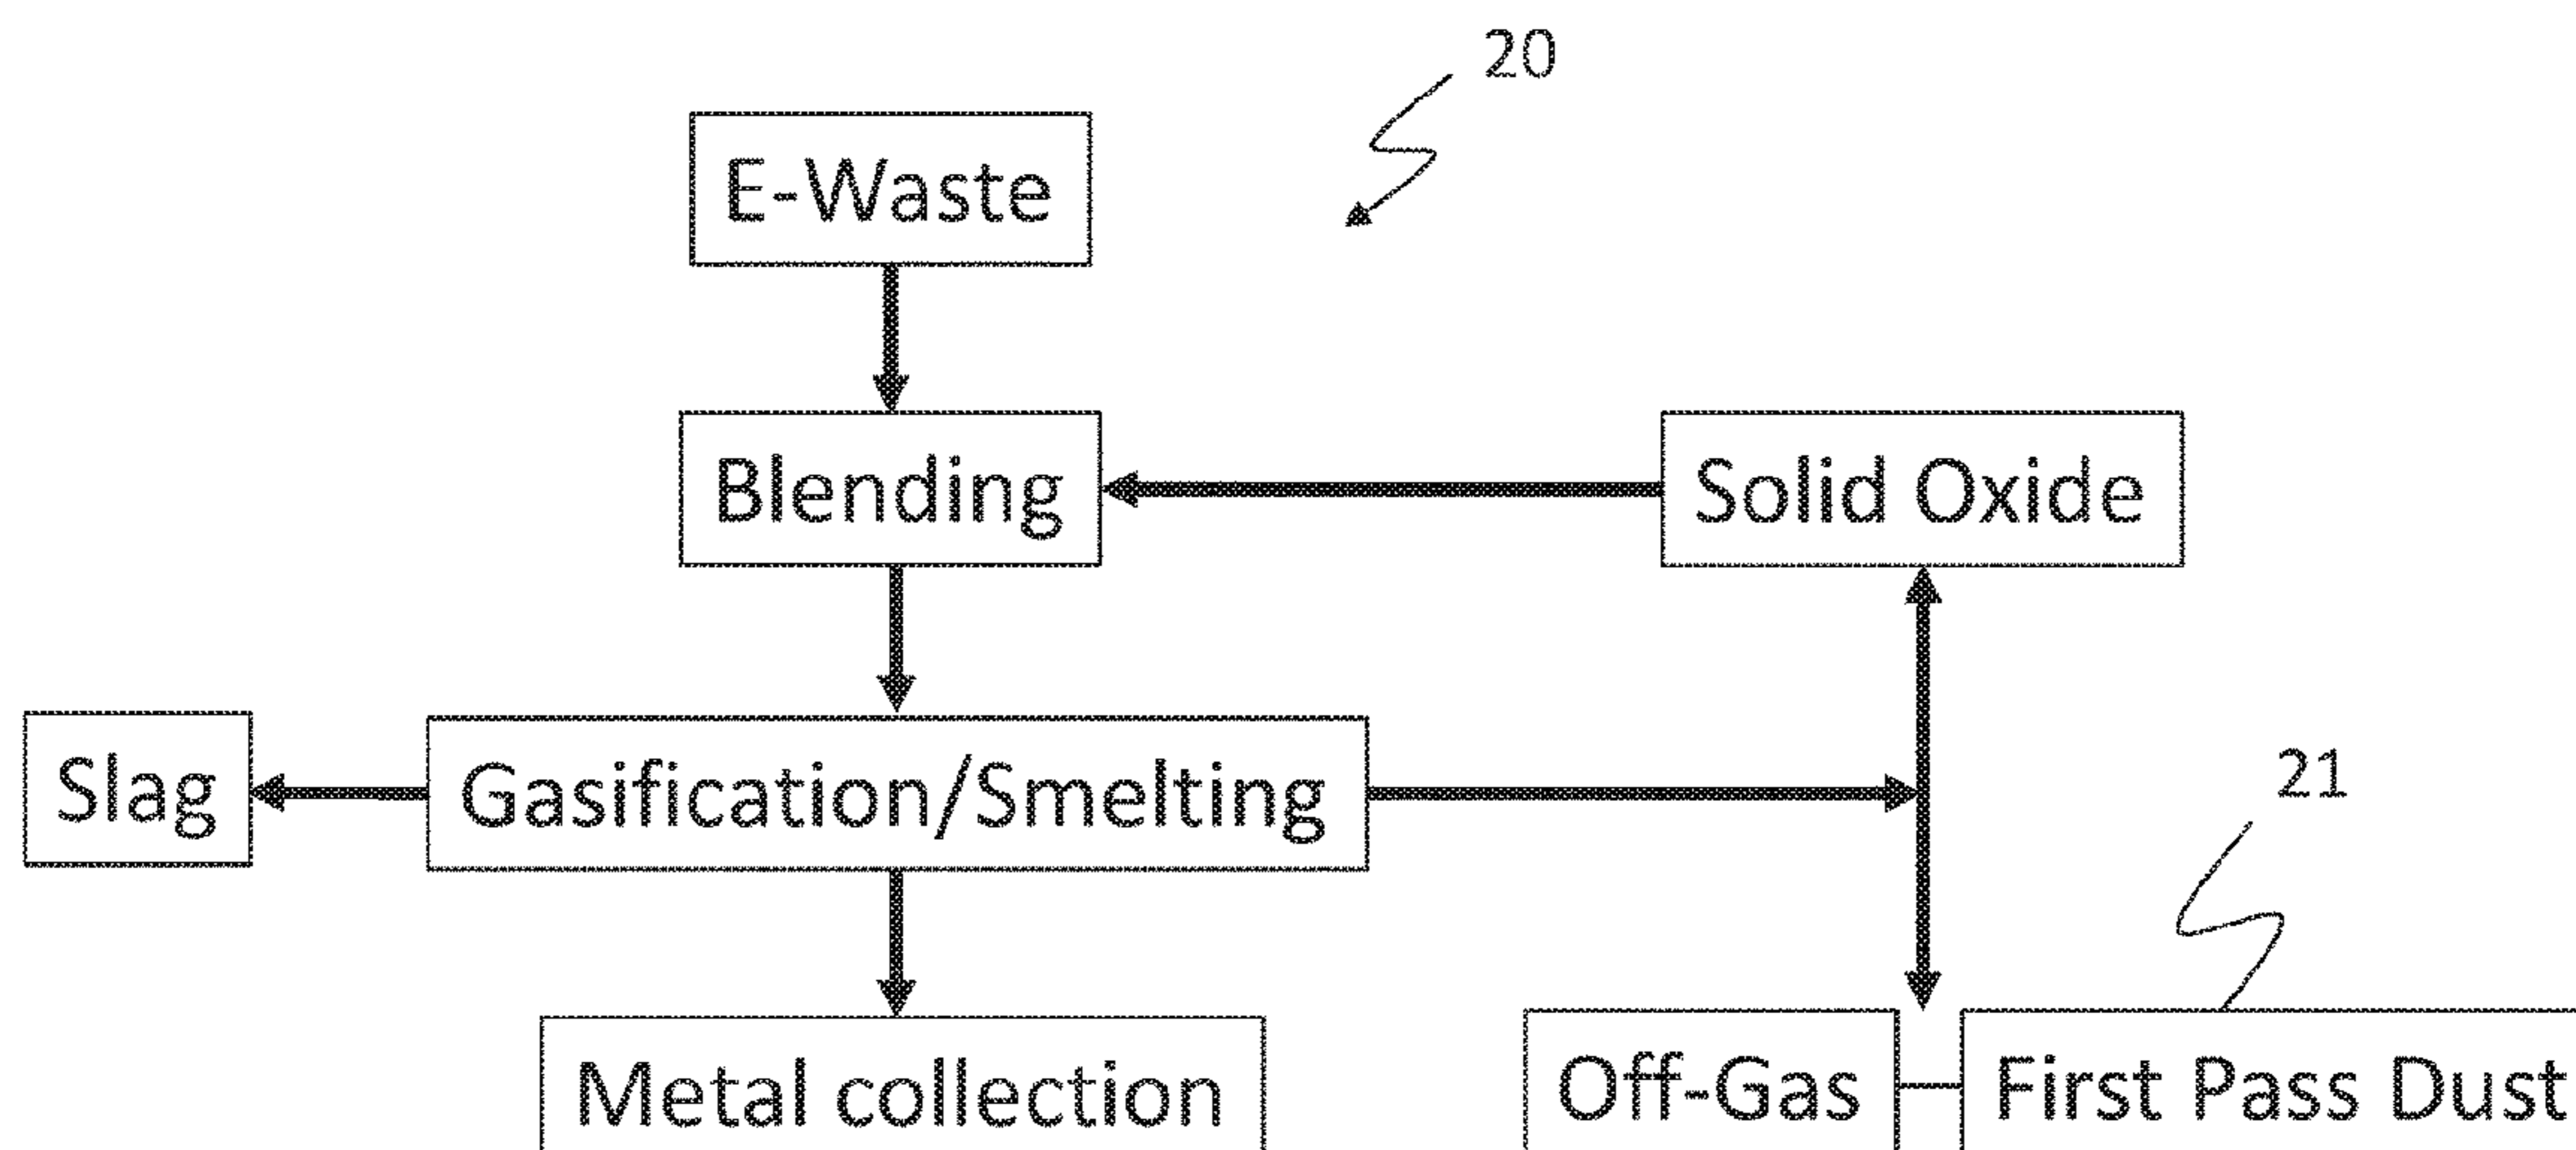 20
E-Waste
Blending
Solid Oxide
Slag
Gasification/Smelting
21
Metal collection
Off-Gas
First Pass Dust